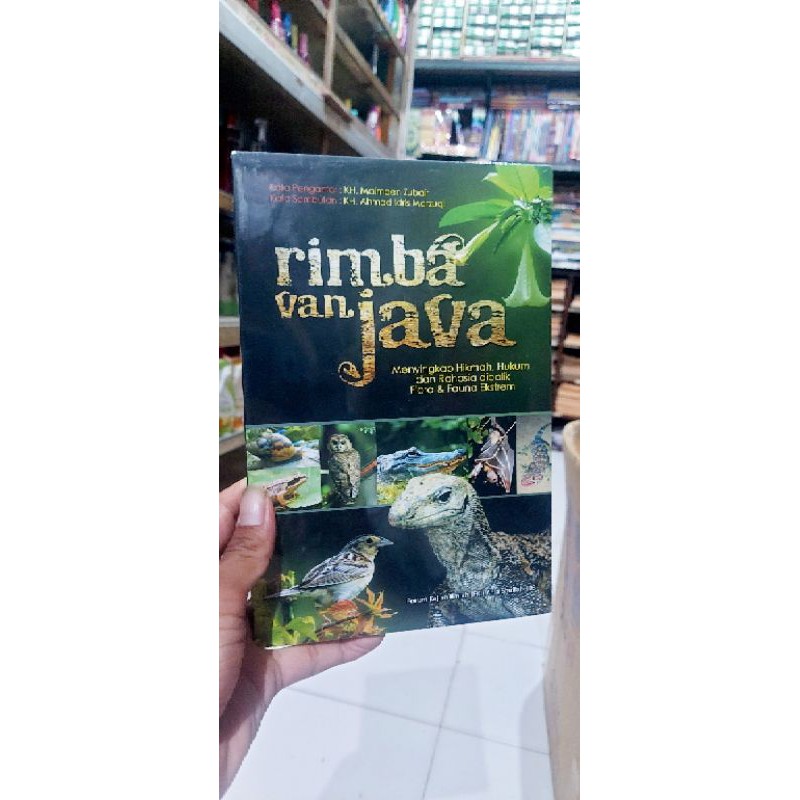 Kata Pengantar : KH. Maimoen Zubair
Kata Sambutan : KH. Ahmad Idris Marzuqi
rimba
van java
Menyingkap Hikmah, Hukum
dan Rahasia dibalik
Flora & Fauna Ekstrem